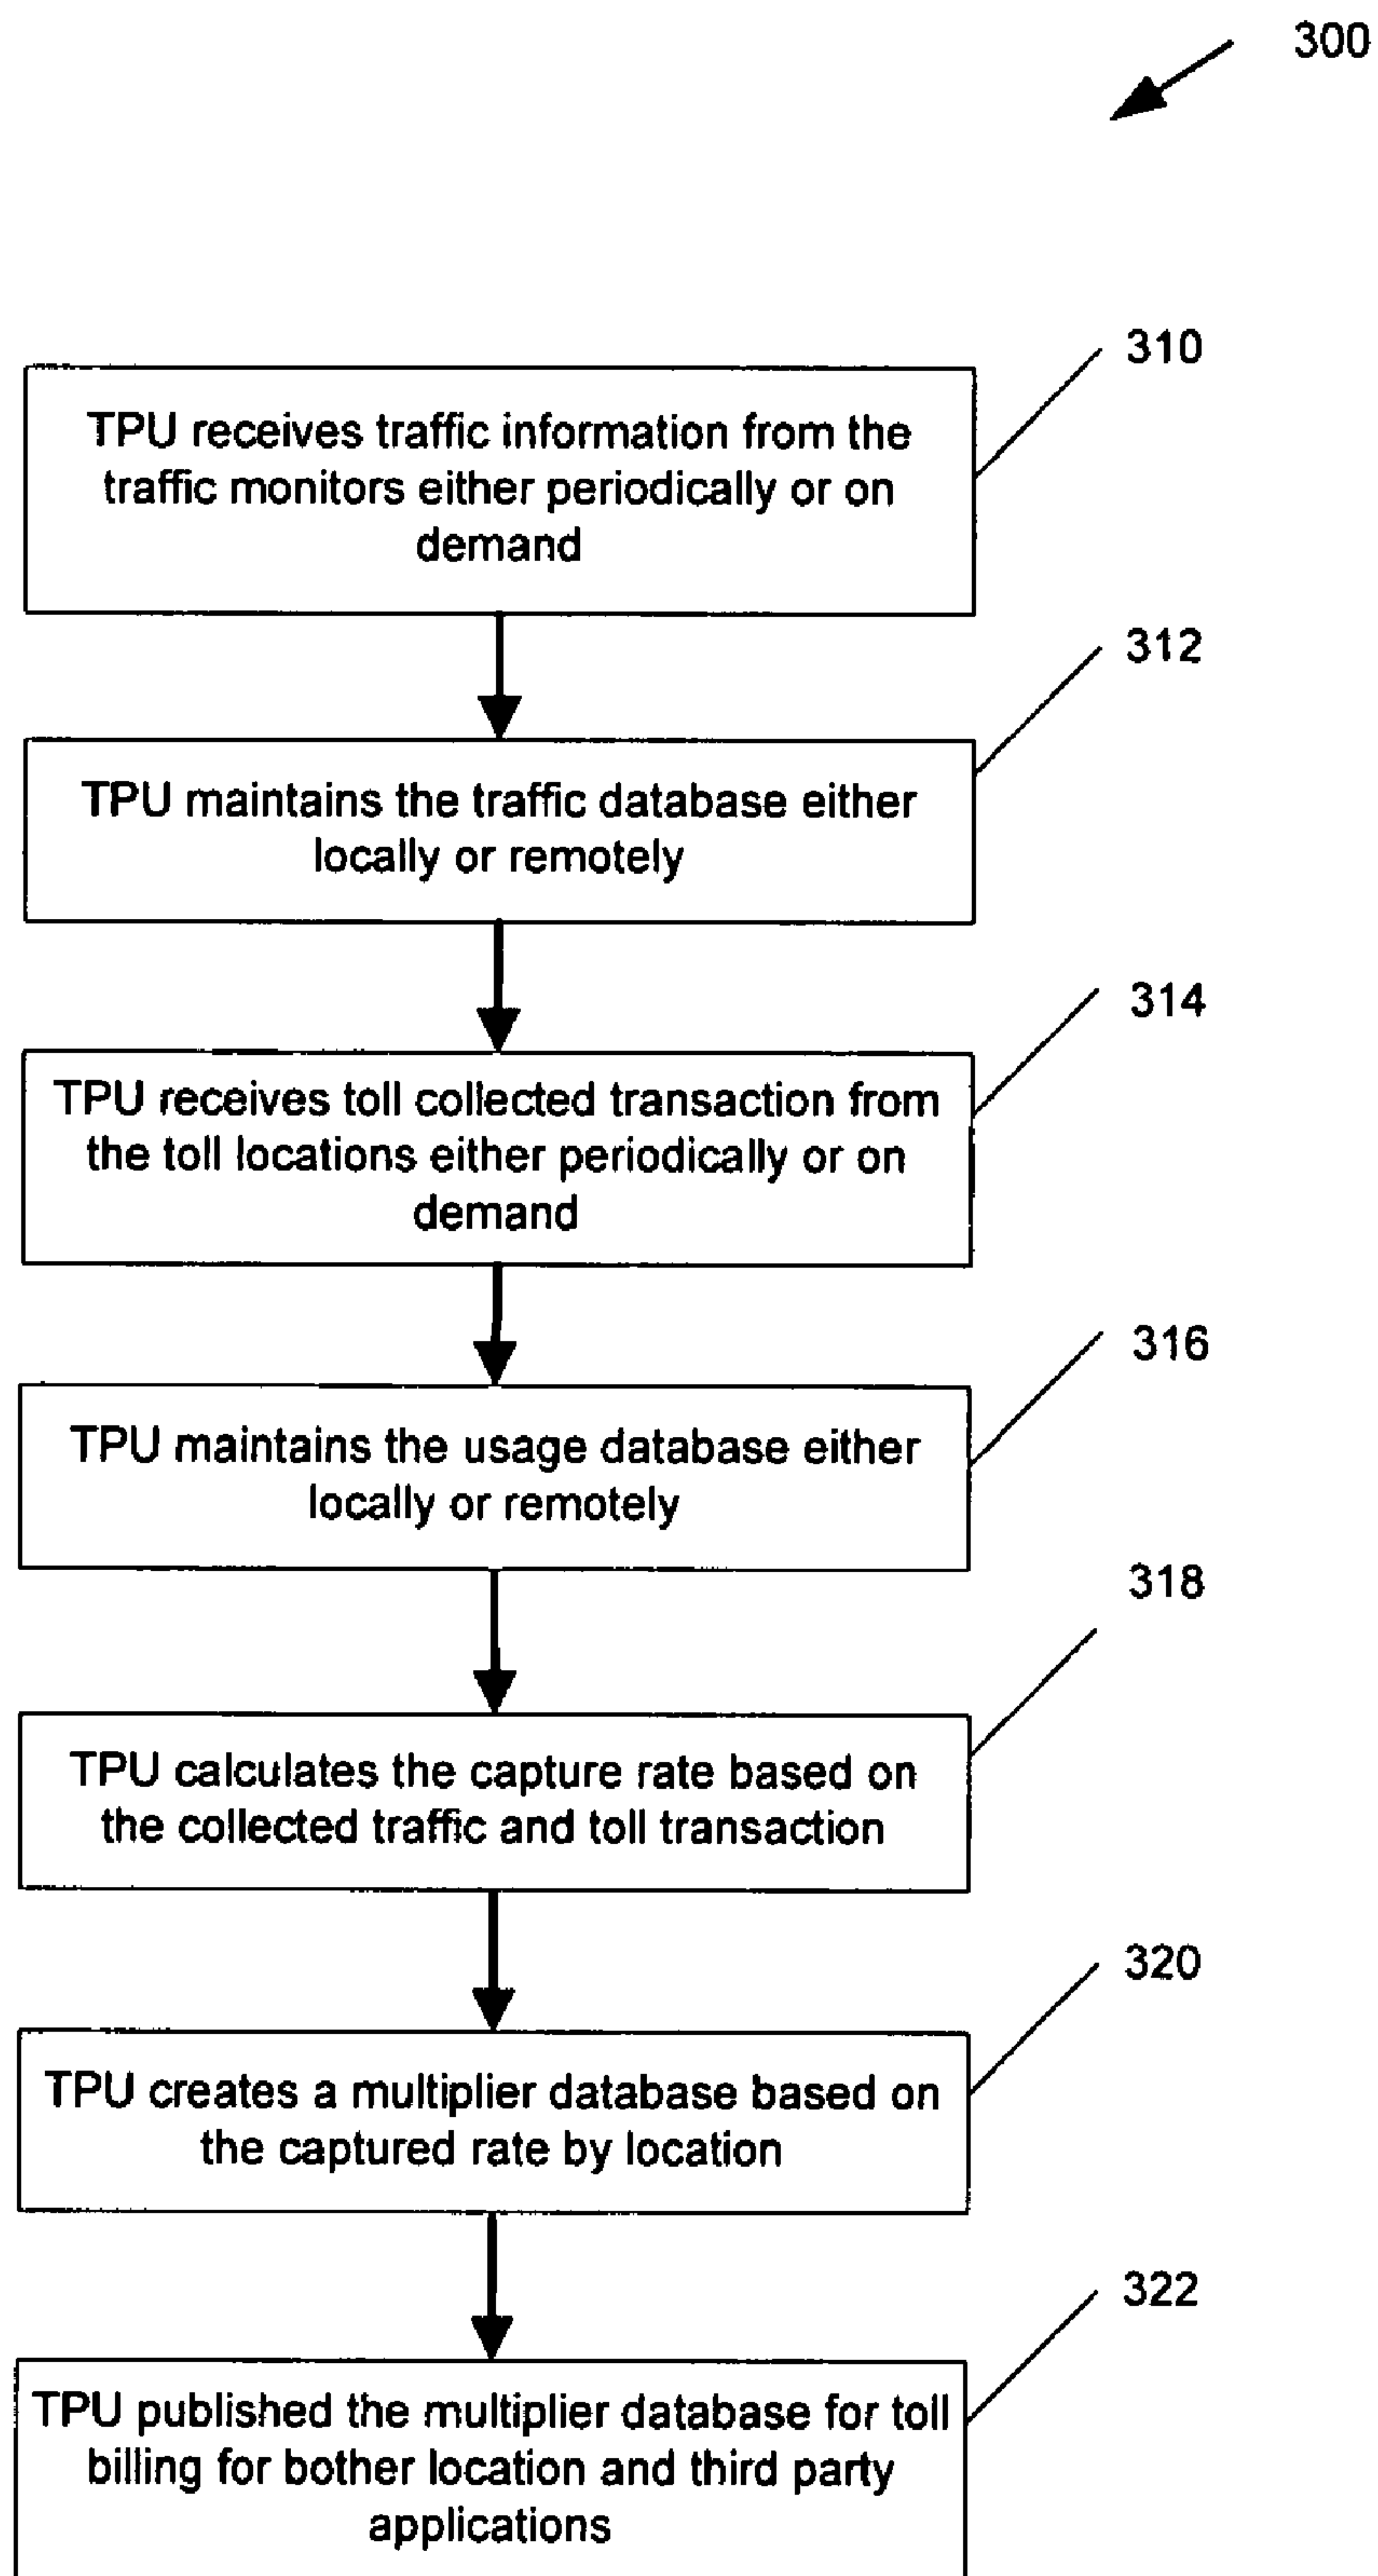 300
310
TPU receives traffic information from the
traffic monitors either periodically or on
demand
312
TPU maintains the traffic database either
locally or remotely
314
TPU receives toll collected transaction from
the toll locations either periodically or on
demand
316
TPU maintains the usage database either
locally or remotely
318
TPU calculates the capture rate based on
the collected traffic and toll transaction
320
TPU creates a multiplier database based on
the captured rate by location
322
TPU published the multiplier database for toll
billing for bother location and third party
applications